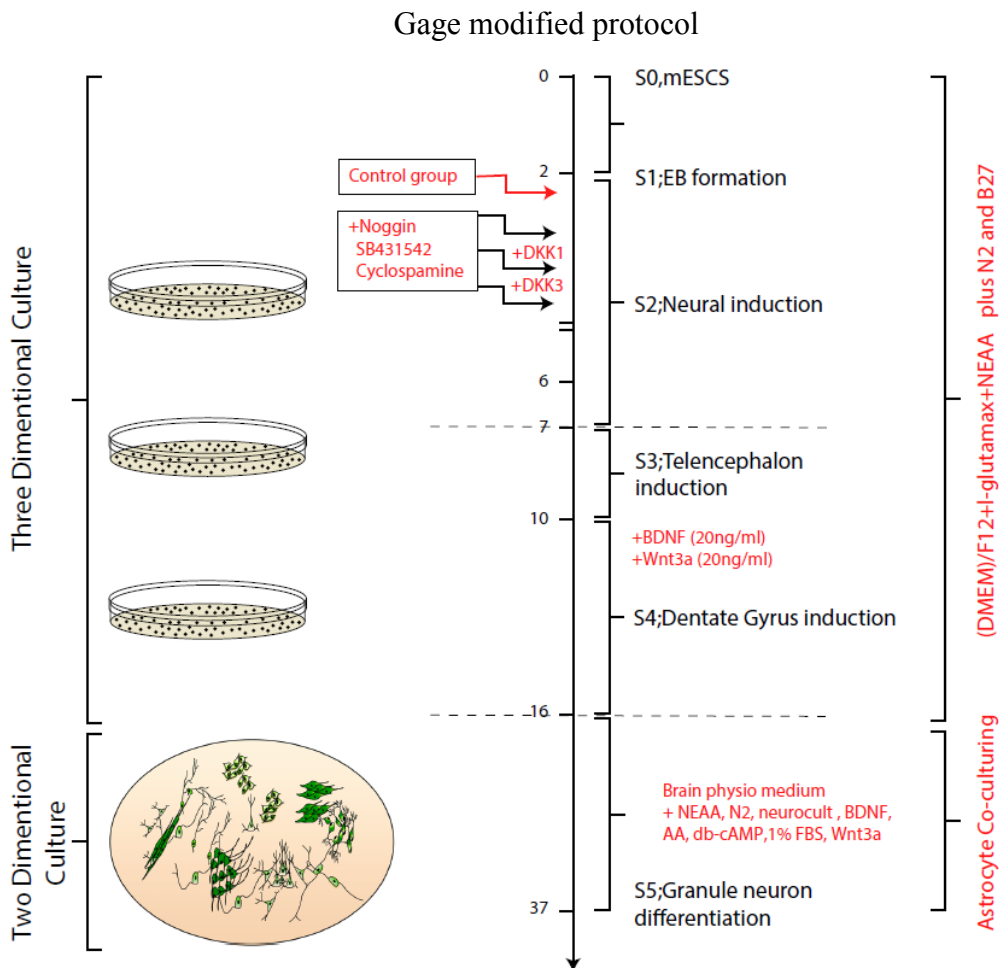 Gage modified protocol
Three Dimentional Culture
Two Dimentional
Culture
Control group
+Noggin
SB431542
Cyclospamine
+DKK1
+DKK3
0
2
6
7
10
16
37
S0,mESCS
S1;EB formation
S2;Neural induction
S3;Telencephalon
induction
+BDNF (20ng/ml)
+Wnt3a (20ng/ml)
S4;Dentate Gyrus induction
Brain physio medium
+ NEAA, N2, neurocult , BDNF,
AA, db-cAMP,1% FBS, Wnt3a
S5;Granule neuron
differentiation
(DMEM)/F12+l-glutamax+NEAA plus N2 and B27
Astrocyte Co-culturing